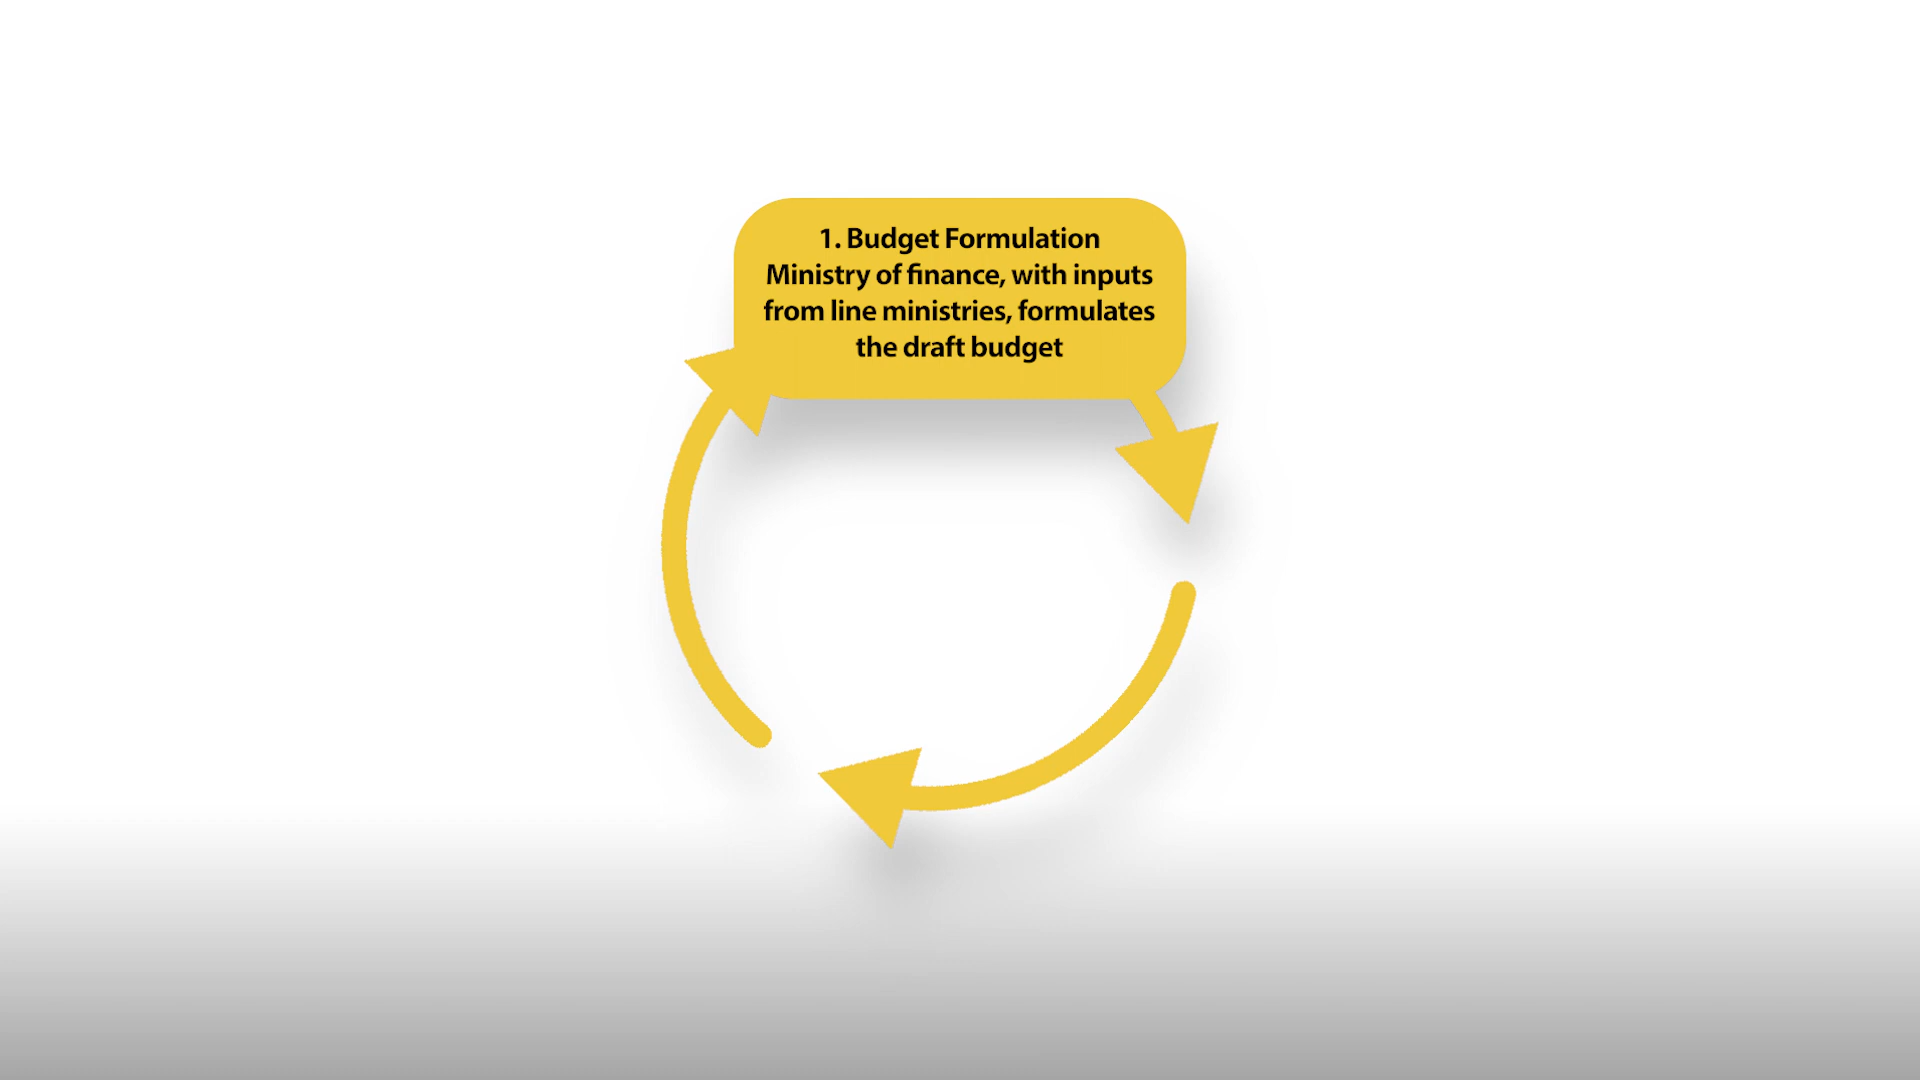 1. Budget Formulation
Ministry of finance, with inputs
from line ministries, formulates
the draft budget